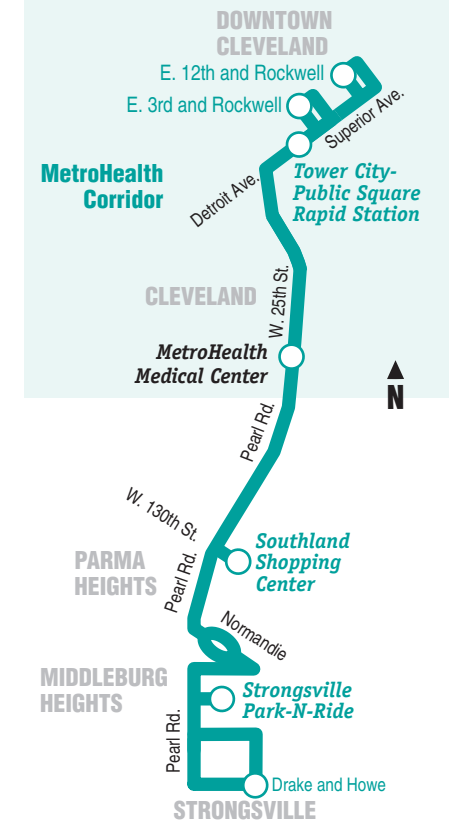 DOWNTOWN
CLEVELAND
E. 12th and Rockwell
E. 3rd and Rockwell
Superior Ave.
MetroHealth
Corridor
Detroit Ave.
Tower City-
Public Square
Rapid Station
CLEVELAND
W. 25th St.
MetroHealth
Medical Center
N
Pearl Rd.
W. 130th St.
Southland
Shopping
Center
PARMA
HEIGHTS
Pearl Rd.
Normandie
MIDDLEBURG
HEIGHTS
Strongsville
Park-N-Ride
Pearl Rd.
Drake and Howe
STRONGSVILLE